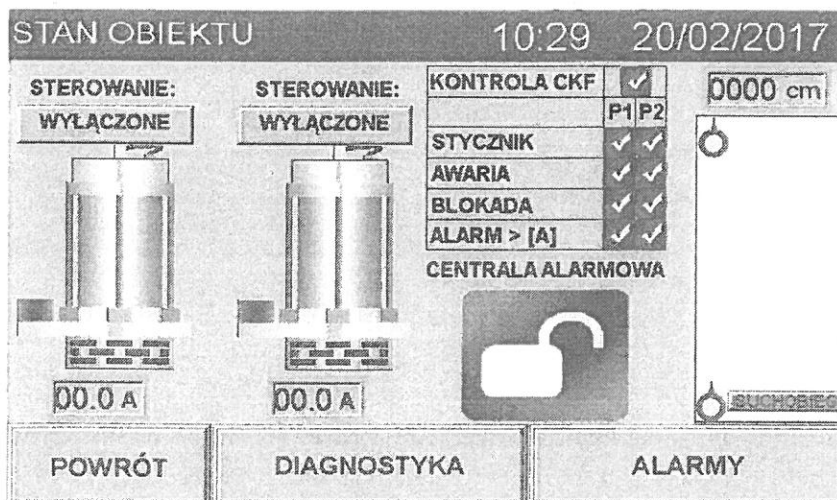 STAN OBIEKTU 10:29 20/02/2017
STEROWANIE: STEROWANIE:
WYŁĄCZONE WYŁĄCZONE
KONTROLA CKF
P1 P2
STYCZNIK
AWARIA
BLOKADA
ALARM > [A]
CENTRALA ALARMOWA
0000 cm
SUCHOBIEG
00.0 A 00.0 A
POWRÓT DIAGNOSTYKA ALARMY